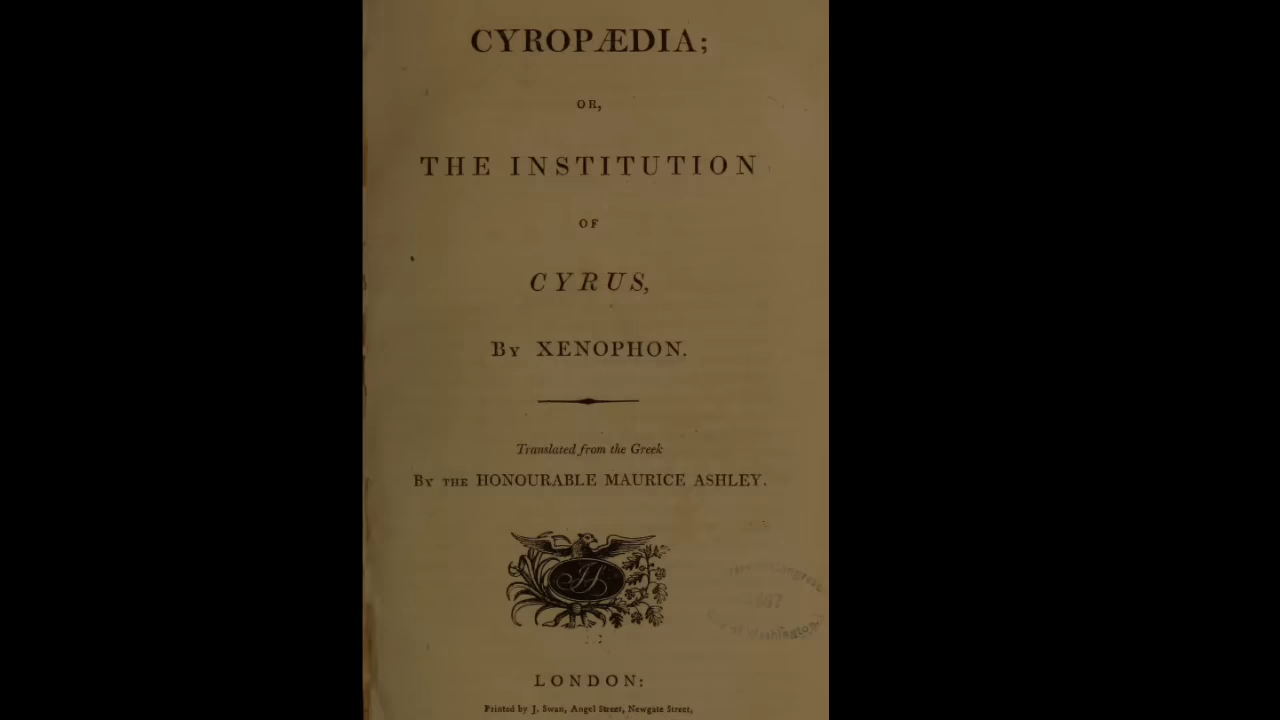 CYROPÆDIA;
OR,
THE INSTITUTION
OF
CYRUS,
By XENOPHON.
Translated from the Greek
By the HONOURABLE MAURICE ASHLEY.
JS
LONDON:
Printed by J. Swan, Angel Street, Newgate Street,